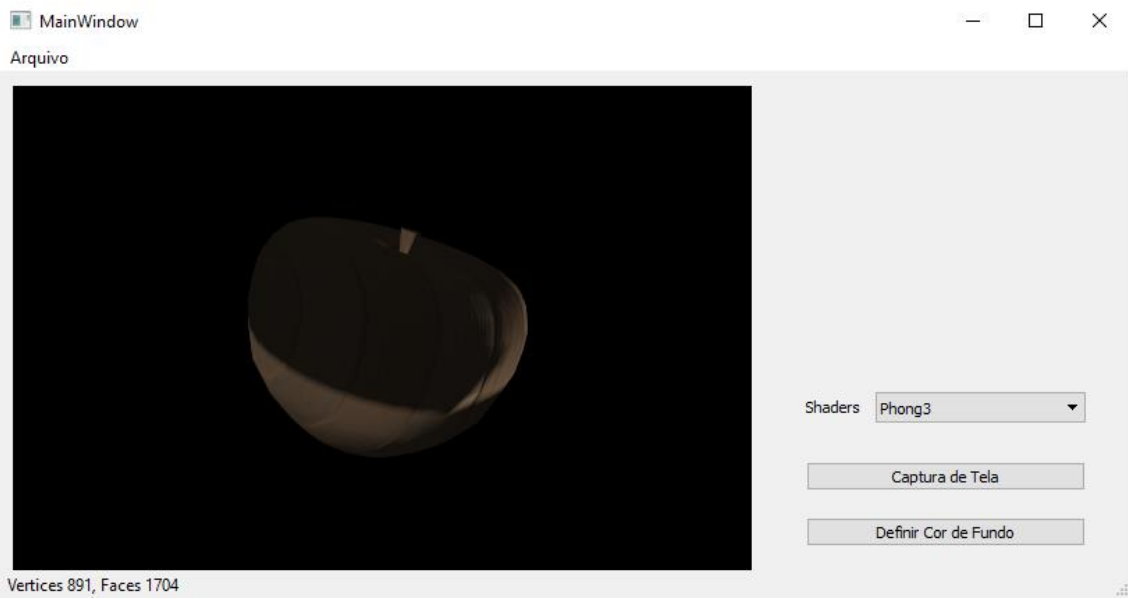 MainWindow
Arquivo
Shaders
Phong3
Captura de Tela
Definir Cor de Fundo
Vertices 891, Faces 1704